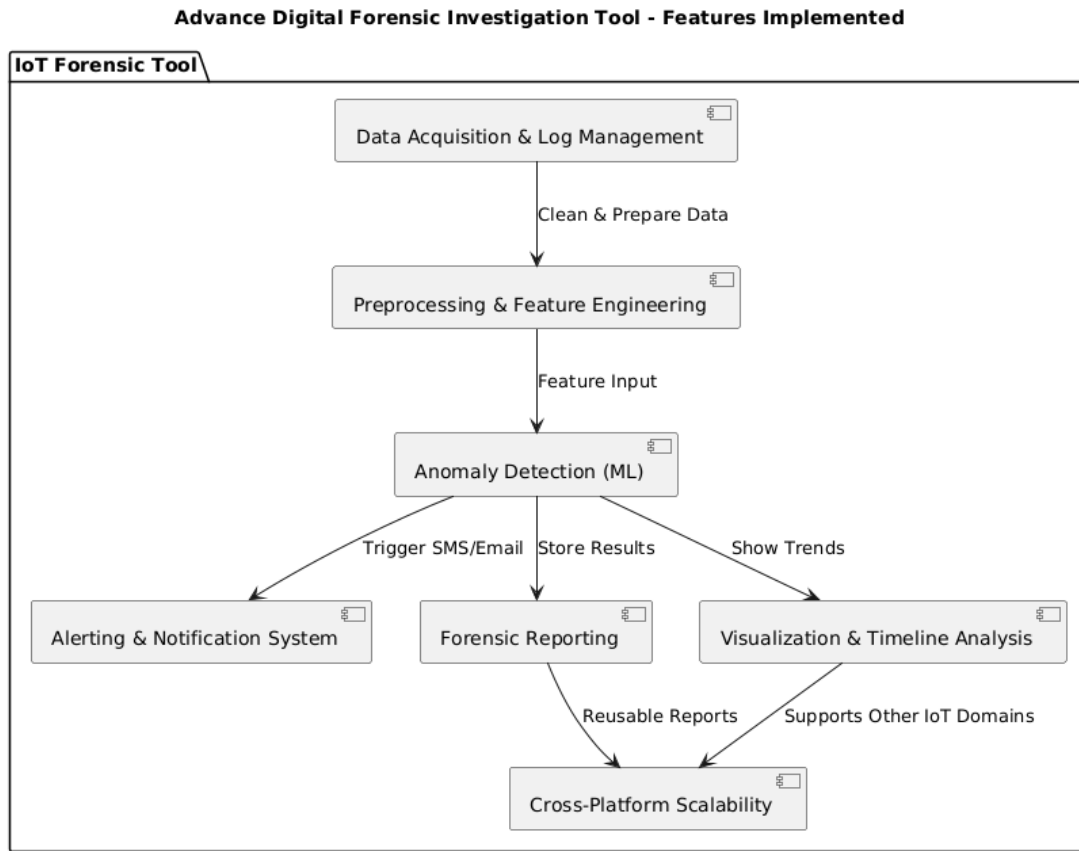 Advance Digital Forensic Investigation Tool - Features Implemented
IoT Forensic Tool
Data Acquisition & Log Management
Clean & Prepare Data
Preprocessing & Feature Engineering
Feature Input
Anomaly Detection (ML)
Trigger SMS/Email
Store Results
Show Trends
Alerting & Notification System
Forensic Reporting
Visualization & Timeline Analysis
Reusable Reports
Supports Other IoT Domains
Cross-Platform Scalability